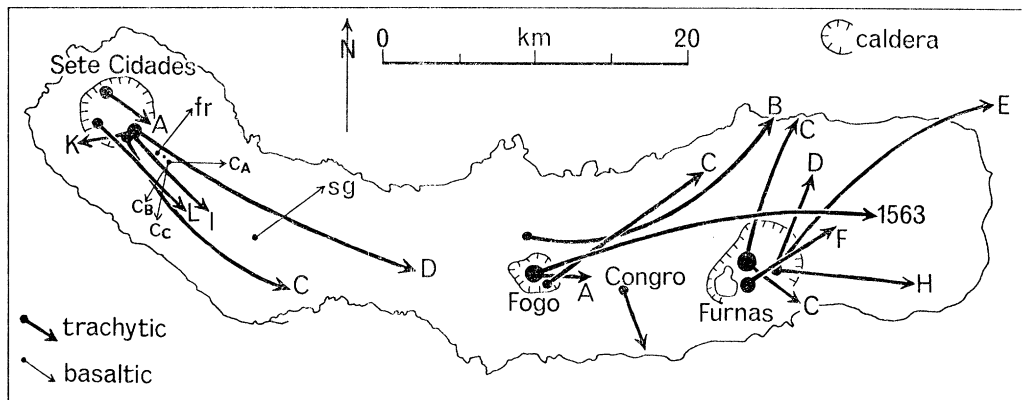 0 km 20
N
caldera
Sete Cidades
fr
A
K
CA
CB
CC
L
I
sg
C
D
B
C
C
E
D
1563
F
A
Congro
H
Fogo
Furnas
C
trachytic
basaltic